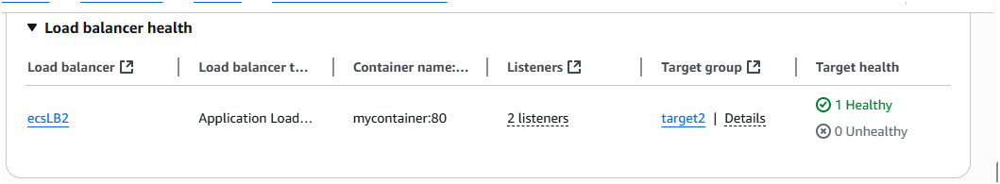 Load balancer health
Load balancer Load balancer t... Container name:... Listeners Target group Target health
ecsLB2 Application Load... mycontainer:80 2 listeners target2 | Details 1 Healthy
0 Unhealthy